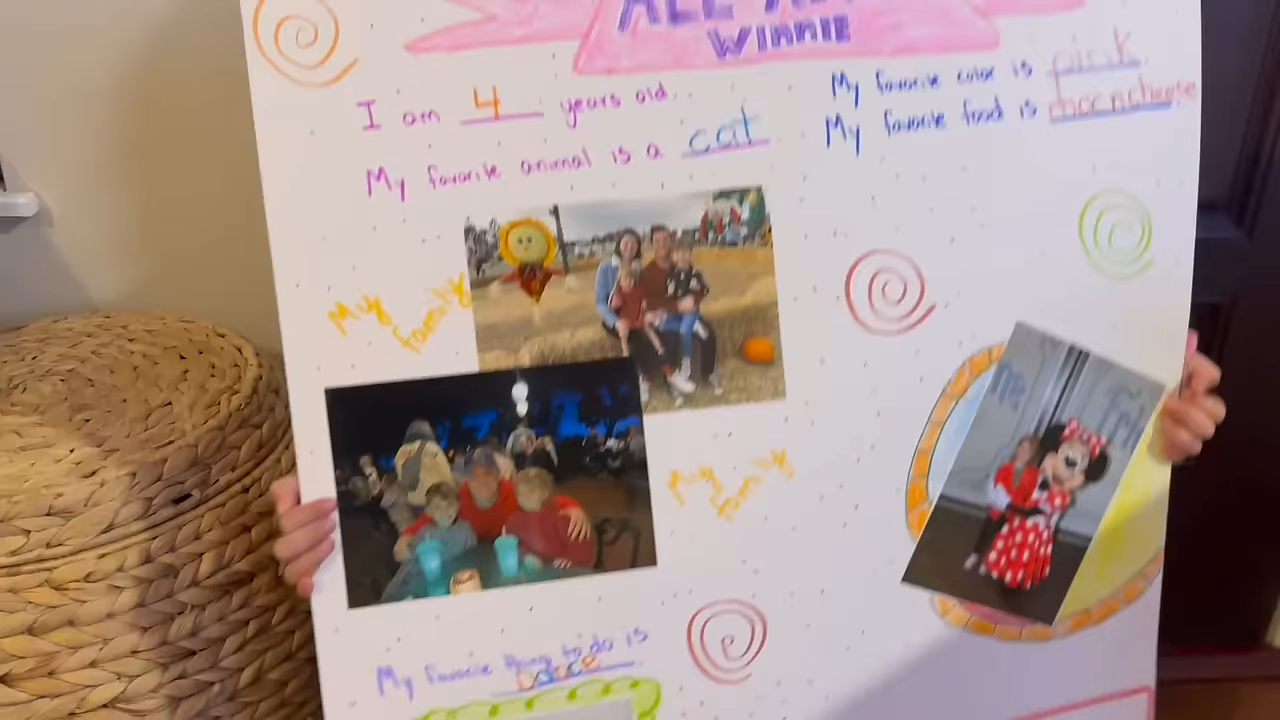 ALL
WINNIE
I am 4 years old.
My favorite animal is a cat
My favorite color is pink
My favorite food is
My family
My family
My favorite thing to do is
Dance